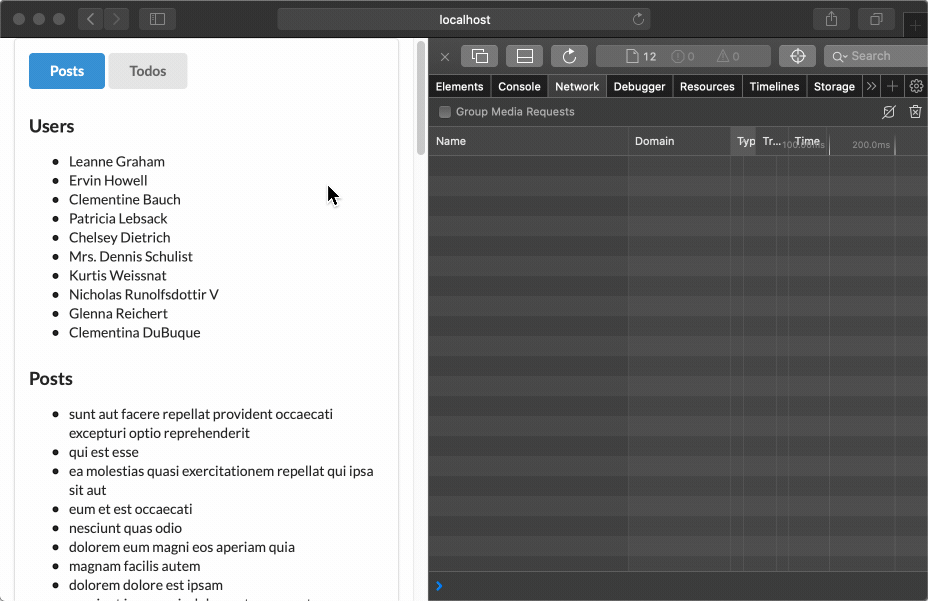 localhost
Posts
Todos
Users
Leanne Graham
Ervin Howell
Clementine Bauch
Patricia Lebsack
Chelsey Dietrich
Mrs. Dennis Schulist
Kurtis Weissnat
Nicholas Runolfsdottir V
Glenna Reichert
Clementina DuBuque
Posts
sunt aut facere repellat provident occaecati
excepturi optio reprehenderit
qui est esse
ea molestias quasi exercitationem repellat qui ipsa
sit aut
eum et est occaecati
nesciunt quas odio
dolorem eum magni eos aperiam quia
magnam facilis autem
dolorem dolore est ipsam
12
0
0
Search
Elements Console Network Debugger Resources Timelines Storage
Group Media Requests
Name Domain Typ Tr... Time 100.00ms 200.0ms